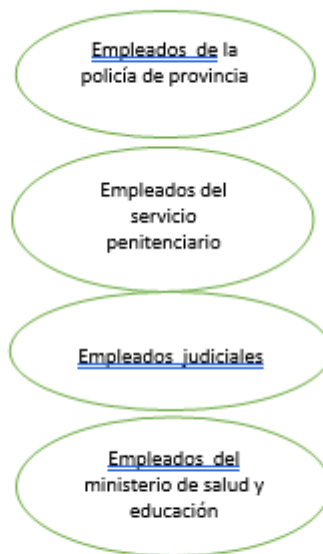 Empleados de la
policía de provincia
Empleados del
servicio
penitenciario
Empleados judiciales
Empleados del
ministerio de salud y
educación